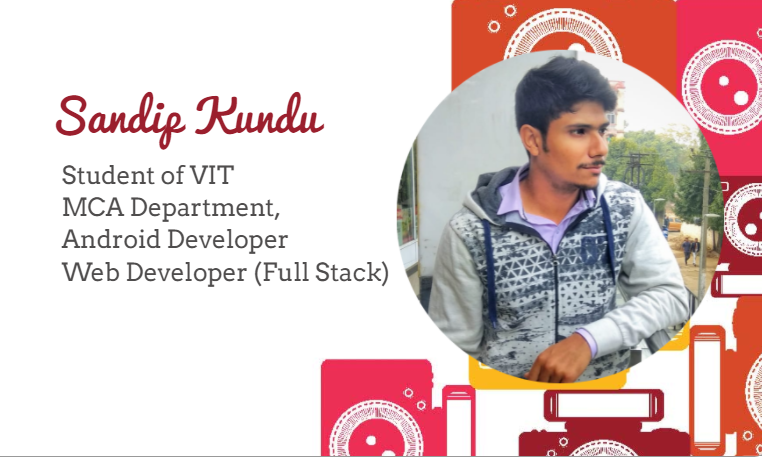 Sandip Kundu
Student of VIT
MCA Department,
Android Developer
Web Developer (Full Stack)